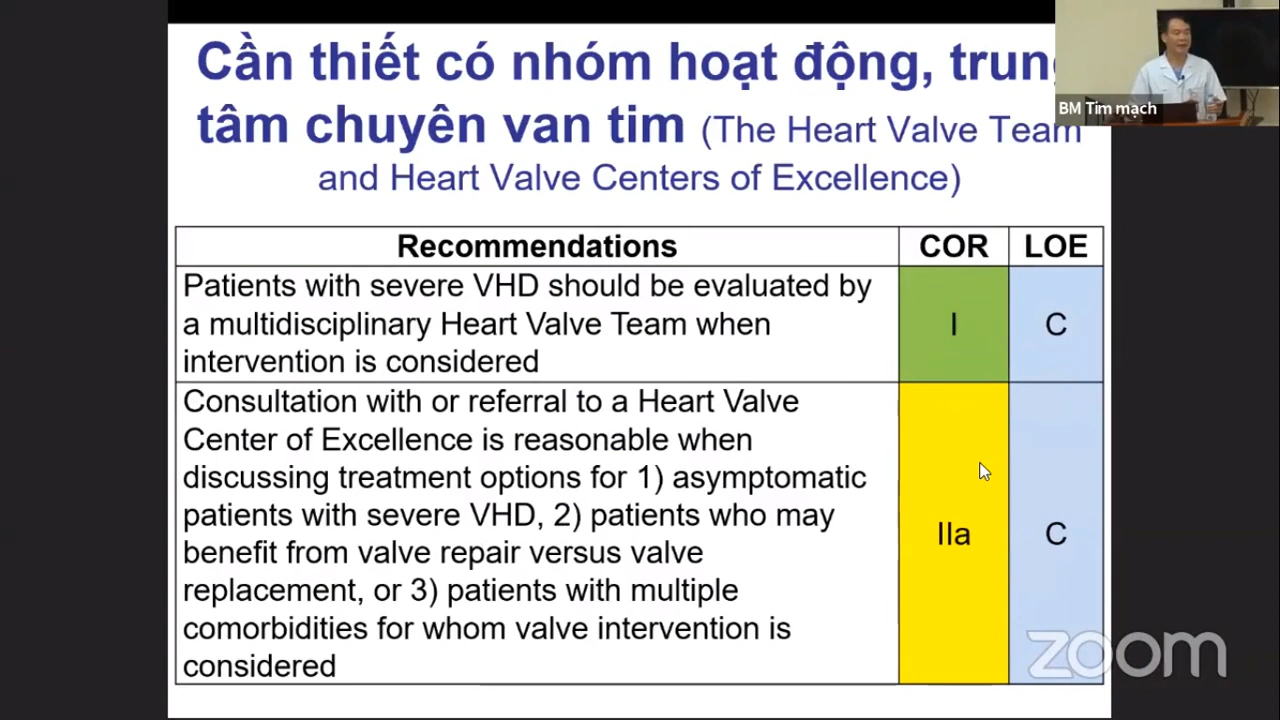 Cần thiết có nhóm hoạt động, trung
tâm chuyên van tim (The Heart Valve Team
and Heart Valve Centers of Excellence)
BM Tim mạch
Recommendations COR LOE
Patients with severe VHD should be evaluated by
a multidisciplinary Heart Valve Team when
intervention is considered
I C
Consultation with or referral to a Heart Valve
Center of Excellence is reasonable when
discussing treatment options for 1) asymptomatic
patients with severe VHD, 2) patients who may
benefit from valve repair versus valve
replacement, or 3) patients with multiple
comorbidities for whom valve intervention is
considered
IIa C
zoom